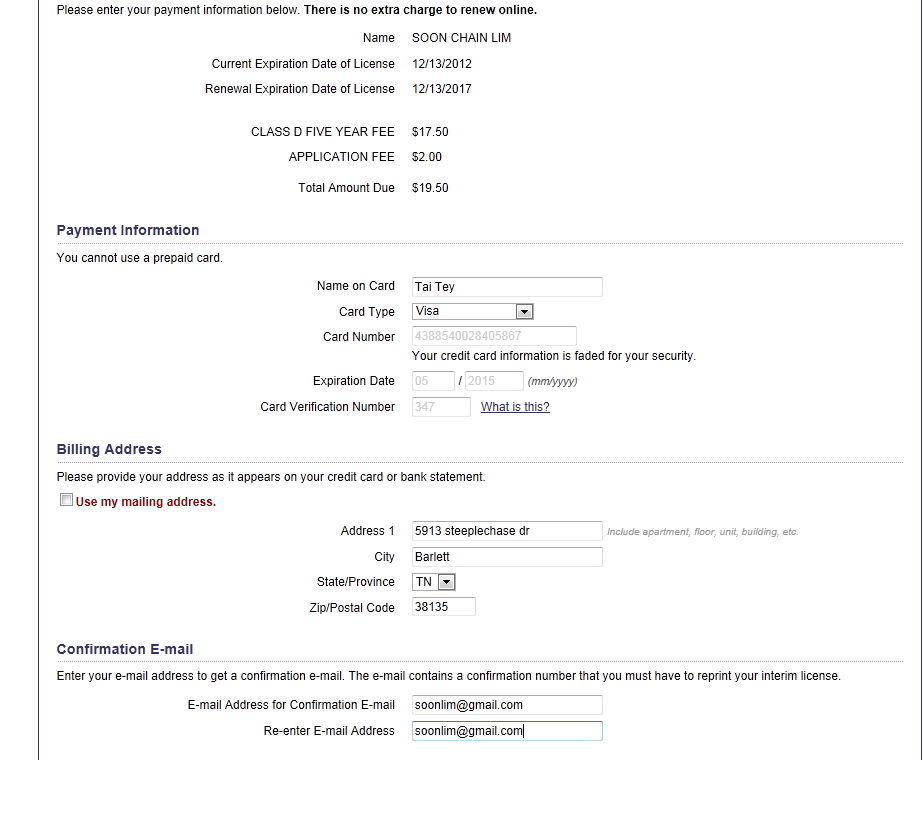 Please enter your payment information below. There is no extra charge to renew online.
Name SOON CHAIN LIM
Current Expiration Date of License 12/13/2012
Renewal Expiration Date of License 12/13/2017
CLASS D FIVE YEAR FEE $17.50
APPLICATION FEE $2.00
Total Amount Due $19.50
Payment Information
You cannot use a prepaid card.
Name on Card Tai Tey
Card Type Visa
Card Number 4388540028405867
Your credit card information is faded for your security.
Expiration Date 05 / 2015 (mm/yyyy)
Card Verification Number 347 What is this?
Billing Address
Please provide your address as it appears on your credit card or bank statement.
Use my mailing address.
Address 1 5913 steeplechase dr Include apartment, floor, unit, building, etc.
City Barlett
State/Province TN
Zip/Postal Code 38135
Confirmation E-mail
Enter your e-mail address to get a confirmation e-mail. The e-mail contains a confirmation number that you must have to reprint your interim license.
E-mail Address for Confirmation E-mail soonlim@gmail.com
Re-enter E-mail Address soonlim@gmail.com